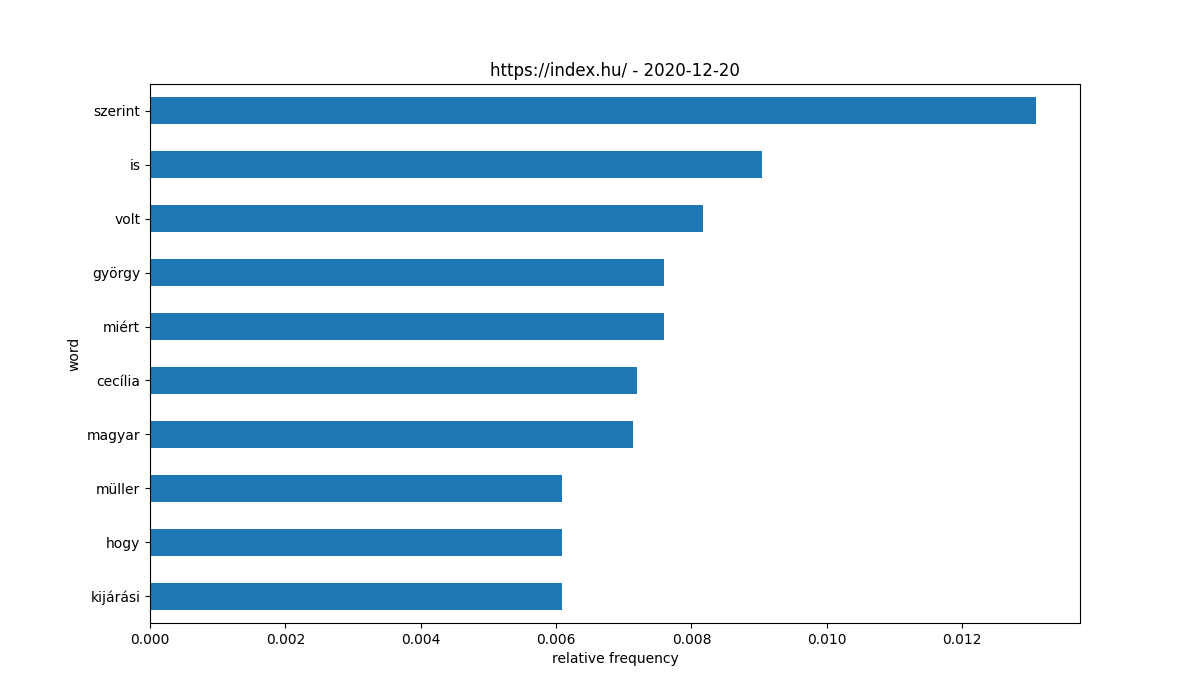 https://index.hu/ - 2020-12-20
szerint
is
volt
györgy
miért
cecília
magyar
müller
hogy
kijárási
word
0.000 0.002 0.004 0.006 0.008 0.010 0.012
relative frequency